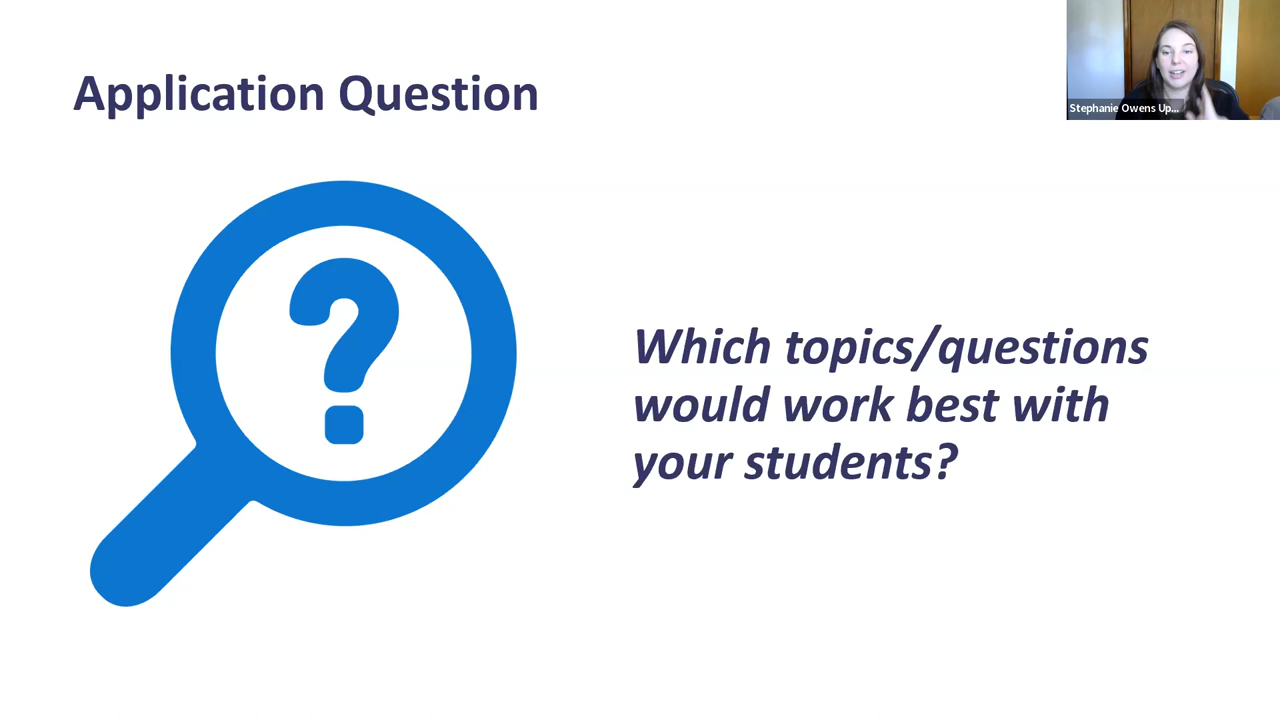 Application Question
Stephanie Owens Up...
?
Which topics/questions
would work best with
your students?